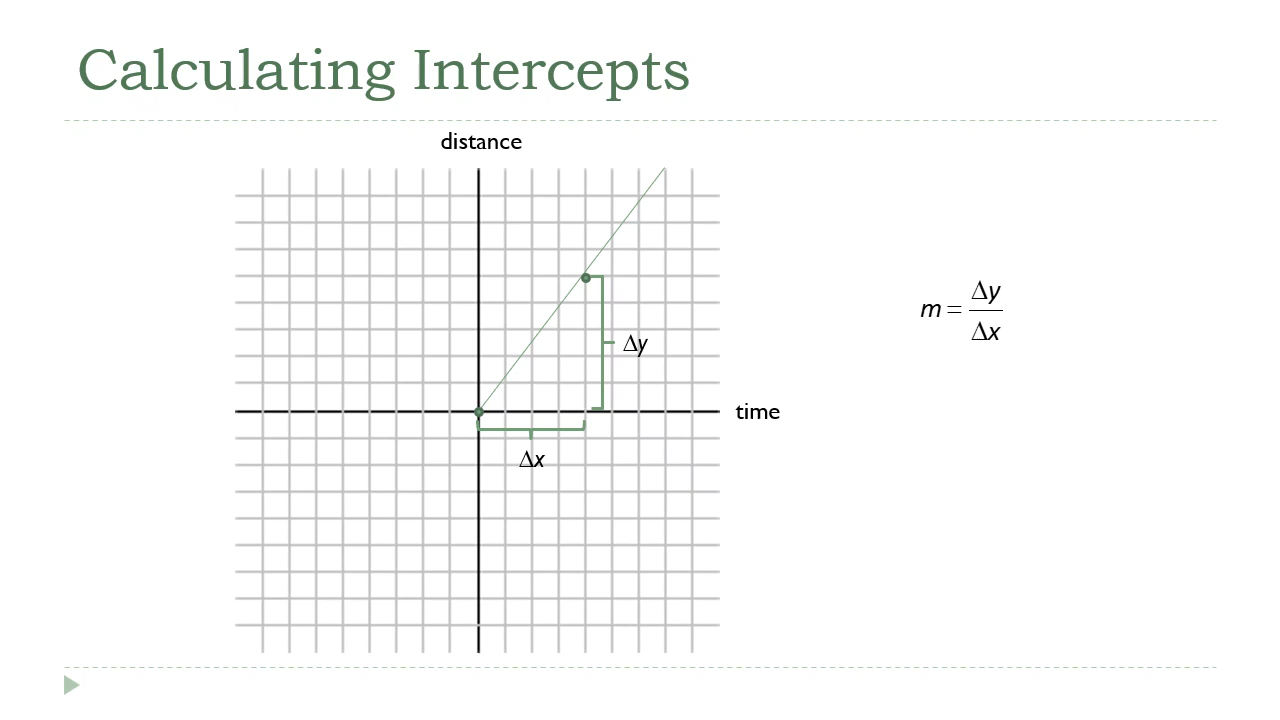 Calculating Intercepts
distance
Δy
time
Δx
m = Δy/Δx